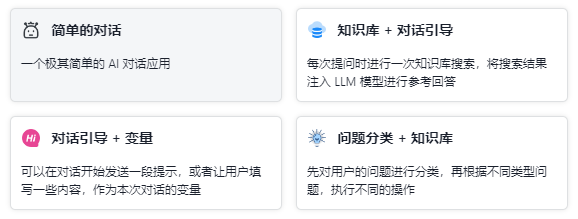 简单的对话
一个极其简单的 AI 对话应用
知识库 + 对话引导
每次提问时进行一次知识库搜索，将搜索结果
注入 LLM 模型进行参考回答
Hi
对话引导 + 变量
可以在对话开始发送一段提示，或者让用户填
写一些内容，作为本次对话的变量
问题分类 + 知识库
先对用户的问题进行分类，再根据不同类型问
题，执行不同的操作